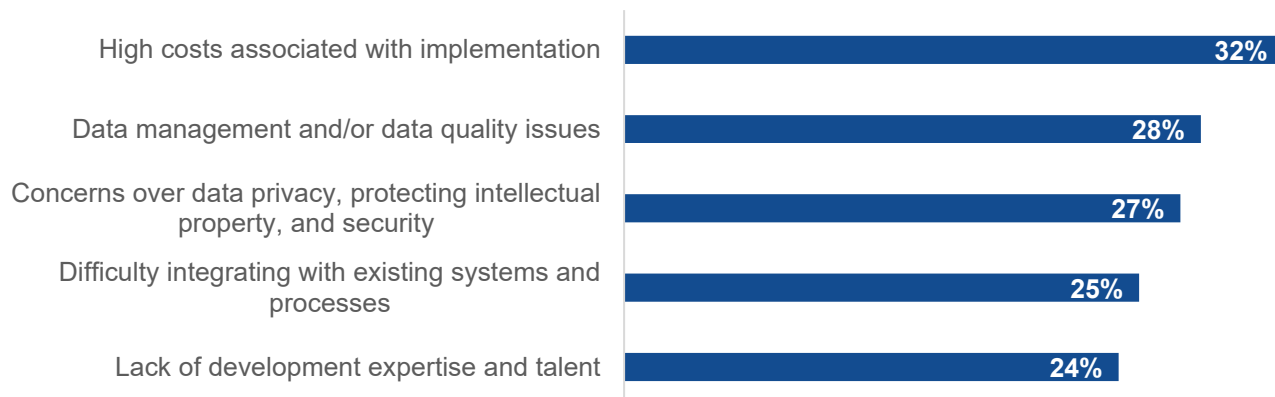 High costs associated with implementation
32%
Data management and/or data quality issues
28%
Concerns over data privacy, protecting intellectual
property, and security
27%
Difficulty integrating with existing systems and
processes
25%
Lack of development expertise and talent
24%